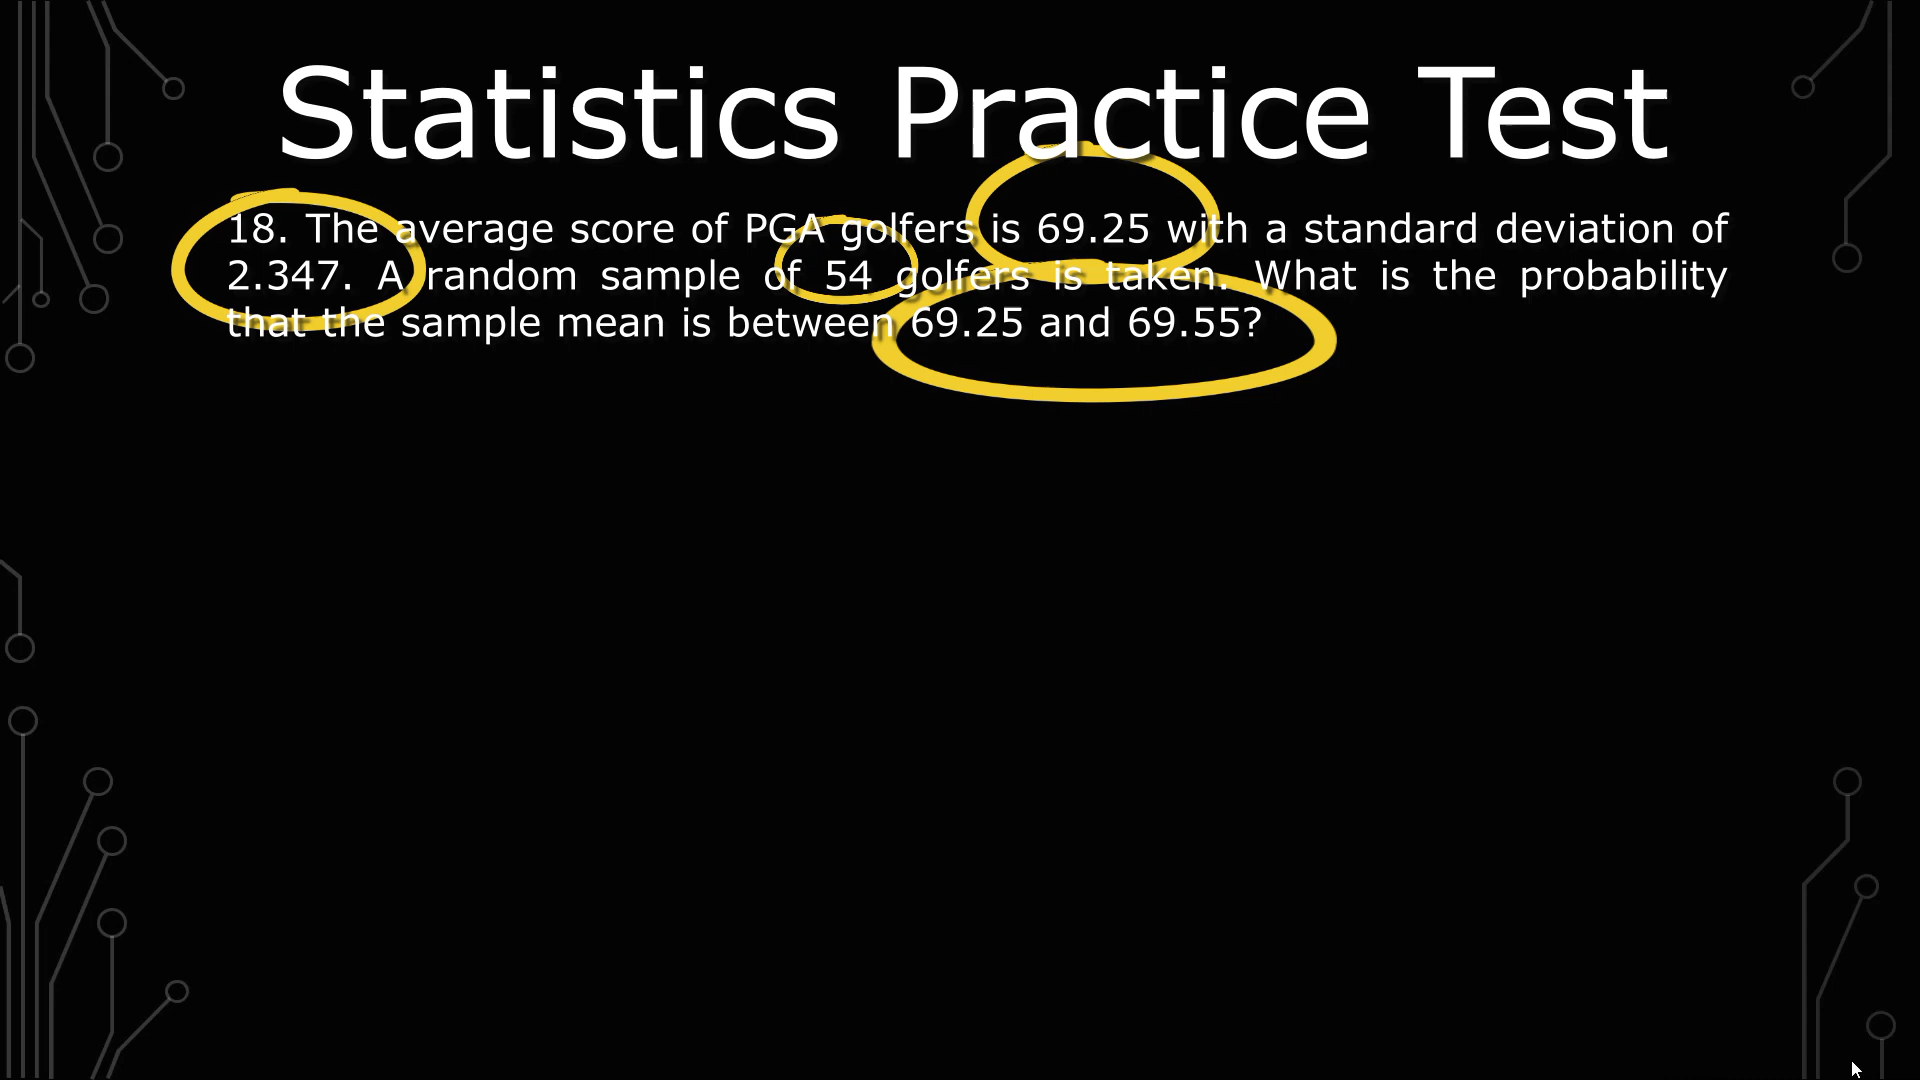 Statistics Practice Test
18. The average score of PGA golfers is 69.25 with a standard deviation of
2.347. A random sample of 54 golfers is taken. What is the probability
that the sample mean is between 69.25 and 69.55?